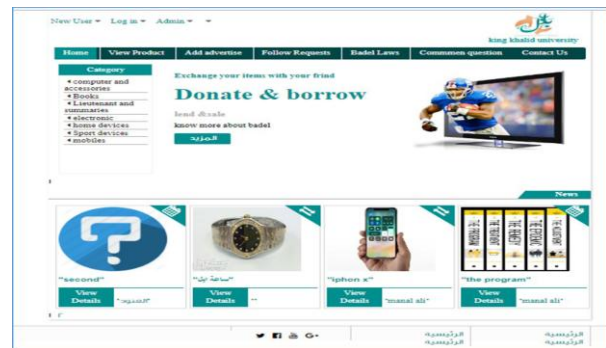 New User Log in Admin
king khalid university
Home View Product Add advertise Follow Requests Badel Laws Commmen question Contact Us
Category
computer and accessories
Books
Lieutenant and summaries
electronic
home devices
Sport devices
mobiles
Exchange your items with your frind
Donate & borrow
lend &sale
know more about badel
المزيد
News
"second"
View Details
"iphon x"
View Details "manal ali"
"the program"
View Details "manal ali"
View Details ""
الرئيسية الرئيسية
الرئيسية الرئيسية